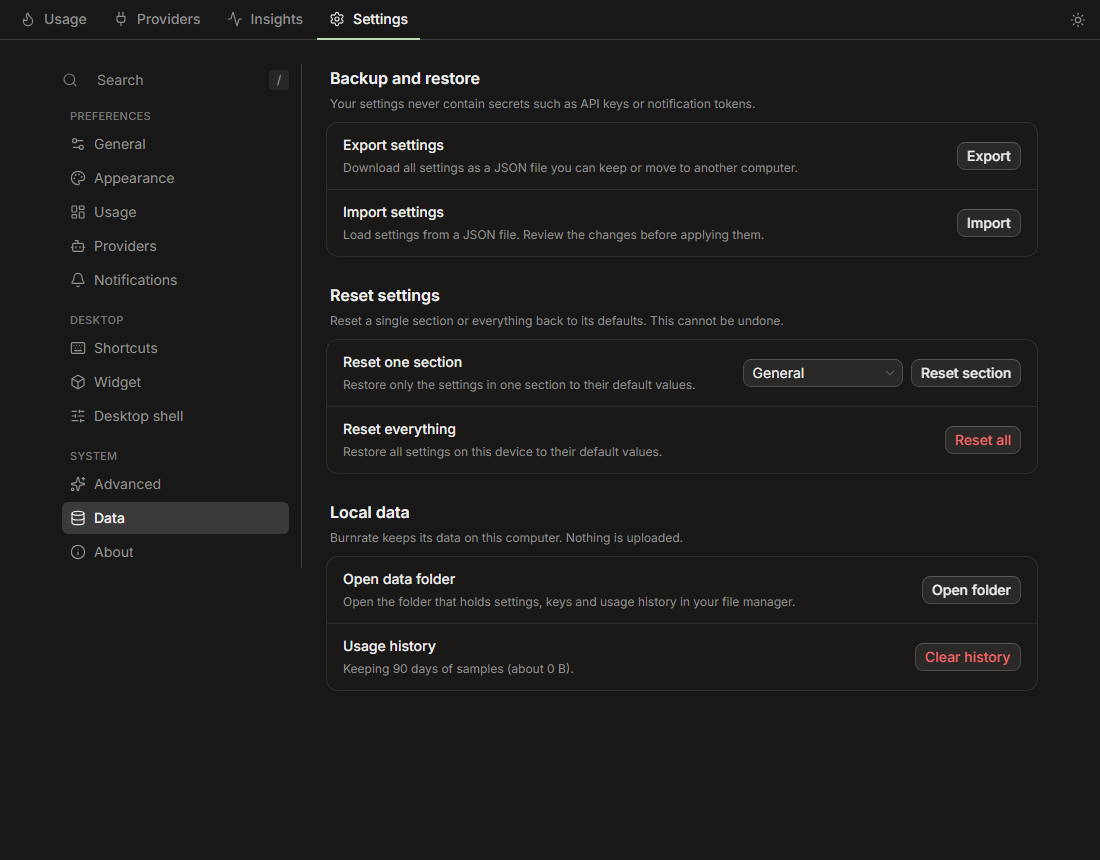 Usage Providers Insights Settings
Search /
PREFERENCES
General
Appearance
Usage
Providers
Notifications
DESKTOP
Shortcuts
Widget
Desktop shell
SYSTEM
Advanced
Data
About
Backup and restore
Your settings never contain secrets such as API keys or notification tokens.
Export settings
Download all settings as a JSON file you can keep or move to another computer.
Export
Import settings
Load settings from a JSON file. Review the changes before applying them.
Import
Reset settings
Reset a single section or everything back to its defaults. This cannot be undone.
Reset one section
Restore only the settings in one section to their default values.
General
Reset section
Reset everything
Restore all settings on this device to their default values.
Reset all
Local data
Burnrate keeps its data on this computer. Nothing is uploaded.
Open data folder
Open the folder that holds settings, keys and usage history in your file manager.
Open folder
Usage history
Keeping 90 days of samples (about 0 B).
Clear history